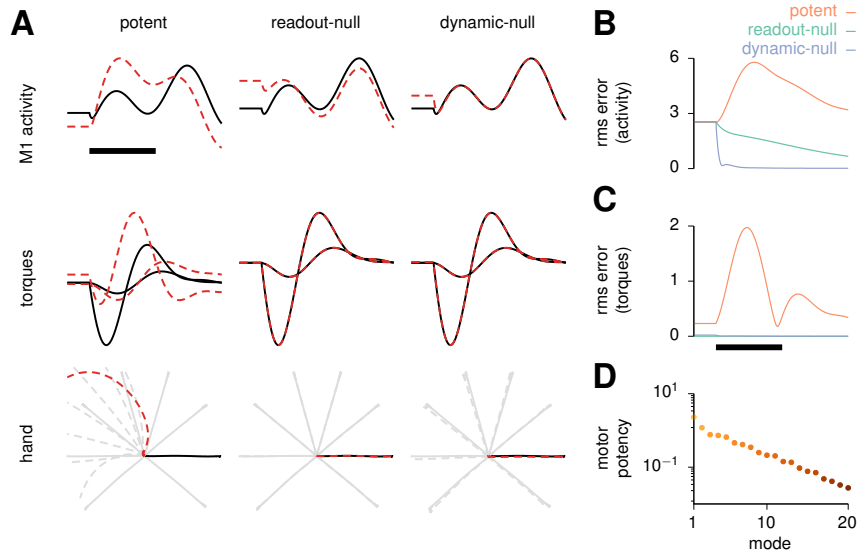 A
potent
readout-null
dynamic-null
M1 activity
torques
hand
B
potent
readout-null
dynamic-null
rms error
(activity)
6
3
0
C
rms error
(torques)
2
1
0
D
motor
potency
10¹
10⁻¹
1
10
20
mode